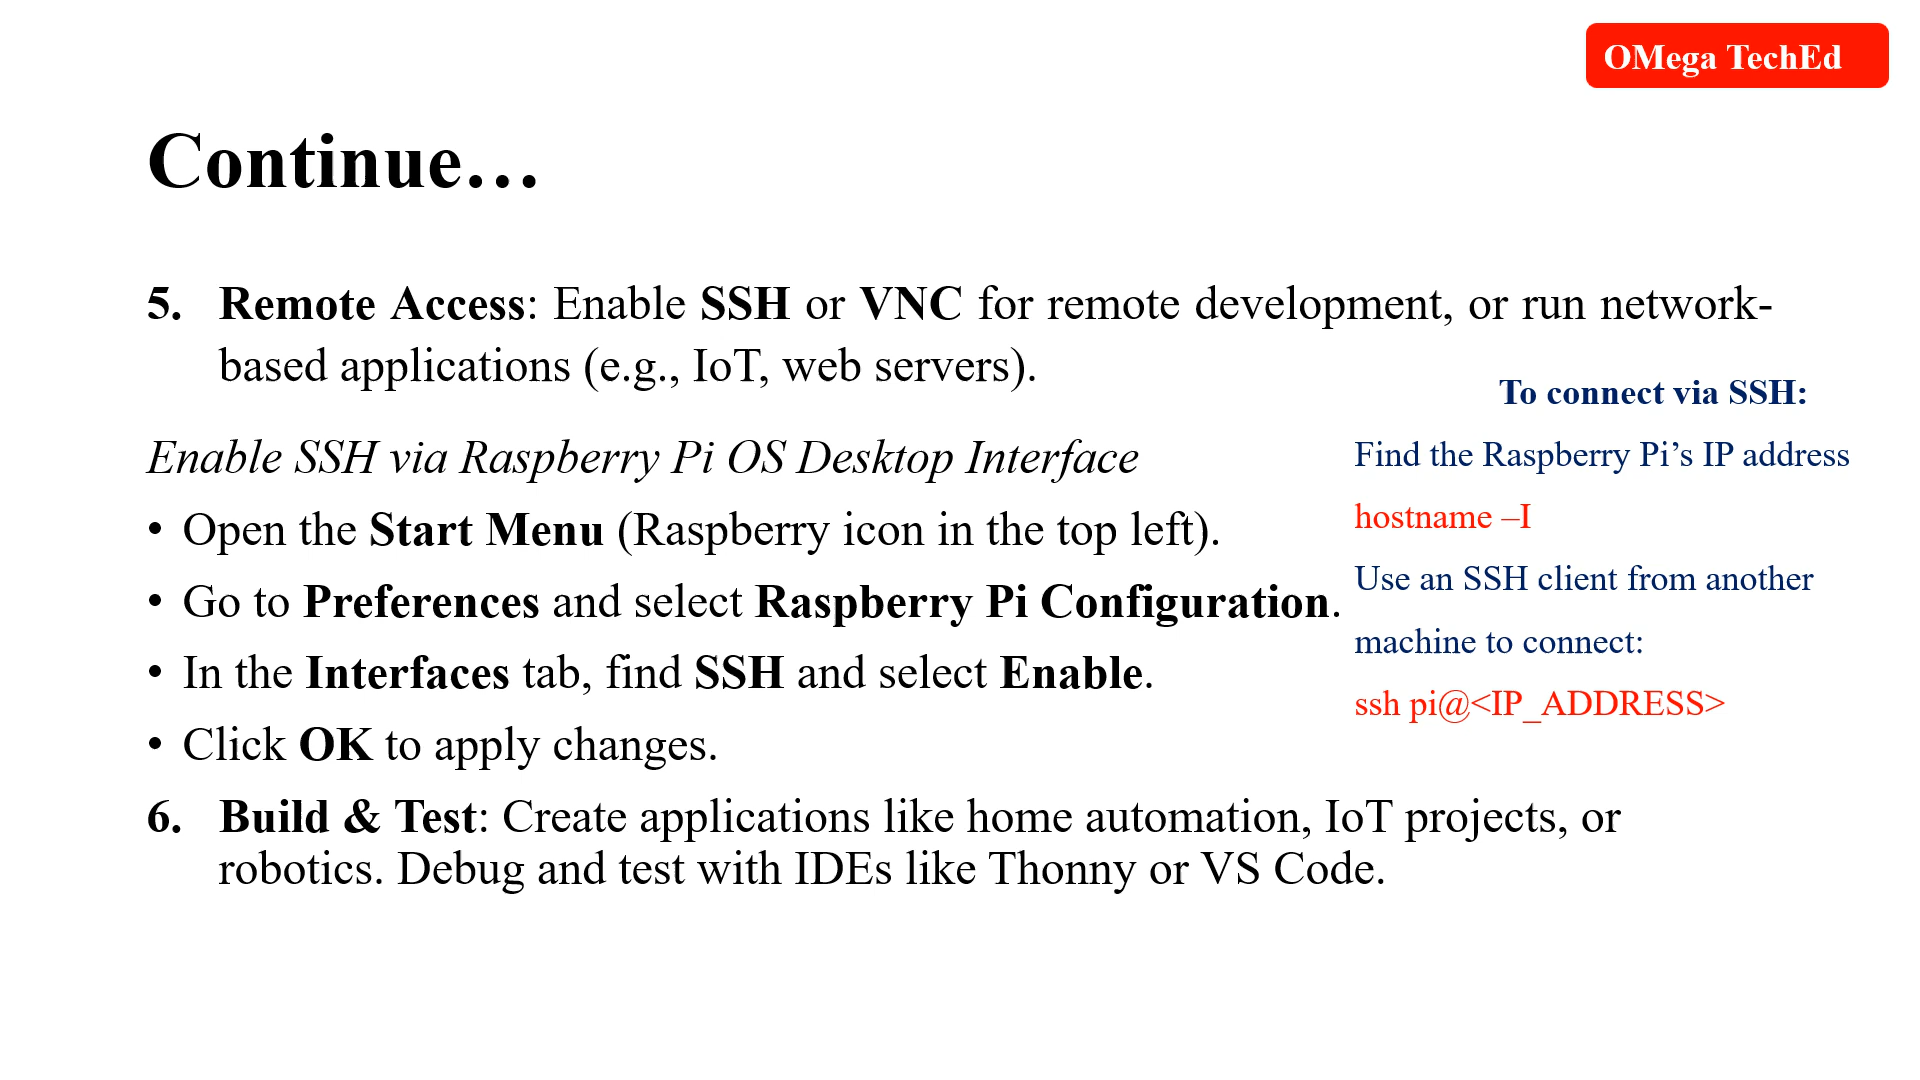 OMega TechEd
Continue…
5. Remote Access: Enable SSH or VNC for remote development, or run network-
based applications (e.g., IoT, web servers).
Enable SSH via Raspberry Pi OS Desktop Interface
• Open the Start Menu (Raspberry icon in the top left).
• Go to Preferences and select Raspberry Pi Configuration.
• In the Interfaces tab, find SSH and select Enable.
• Click OK to apply changes.
To connect via SSH:
Find the Raspberry Pi’s IP address
hostname –I
Use an SSH client from another
machine to connect:
ssh pi@<IP_ADDRESS>
6. Build & Test: Create applications like home automation, IoT projects, or
robotics. Debug and test with IDEs like Thonny or VS Code.